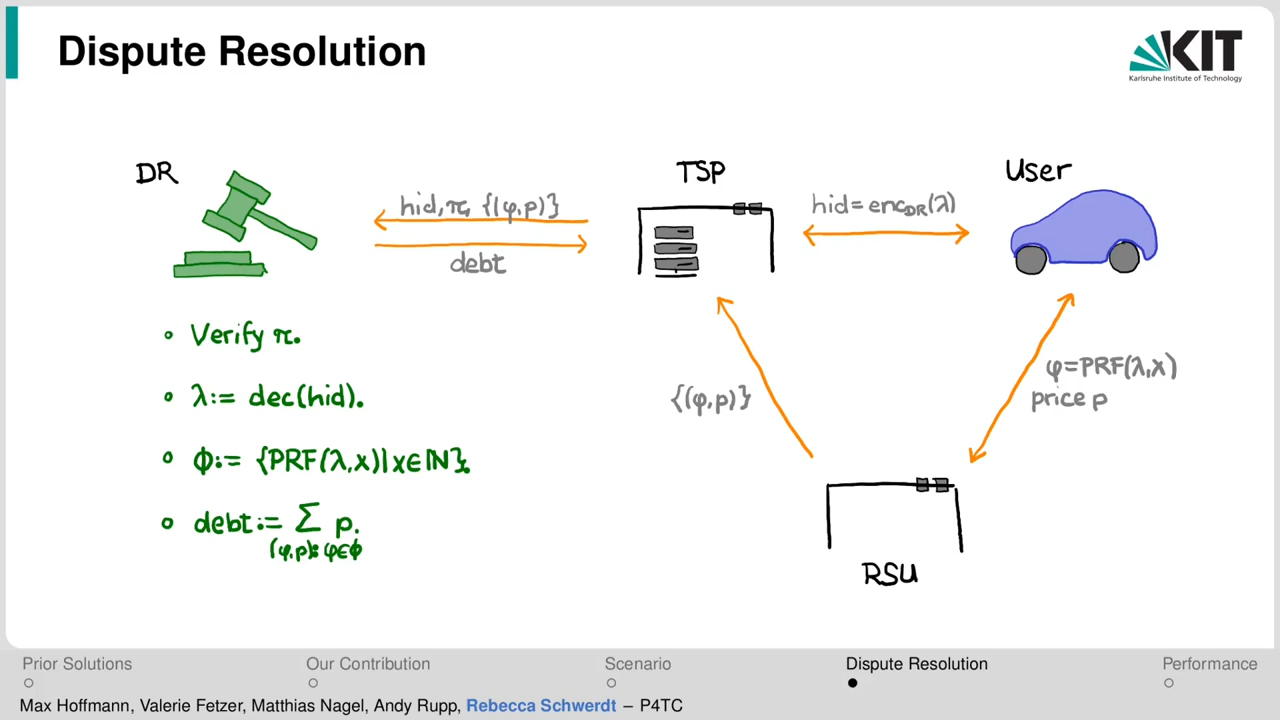 Dispute Resolution
KIT
Karlsruhe Institute of Technology
DR
TSP
User
hid, π, {(φ,p)}
debt
hid=enc_DR(λ)
• Verify π.
• λ:= dec(hid).
• Φ:= {PRF(λ,x)|x∈ℕ}.
• debt:= Σ p.
(φ,p): φ∈Φ
{(φ,p)}
φ=PRF(λ,x)
price p
RSU
Prior Solutions
Our Contribution
Scenario
Dispute Resolution
Performance
Max Hoffmann, Valerie Fetzer, Matthias Nagel, Andy Rupp, Rebecca Schwerdt – P4TC